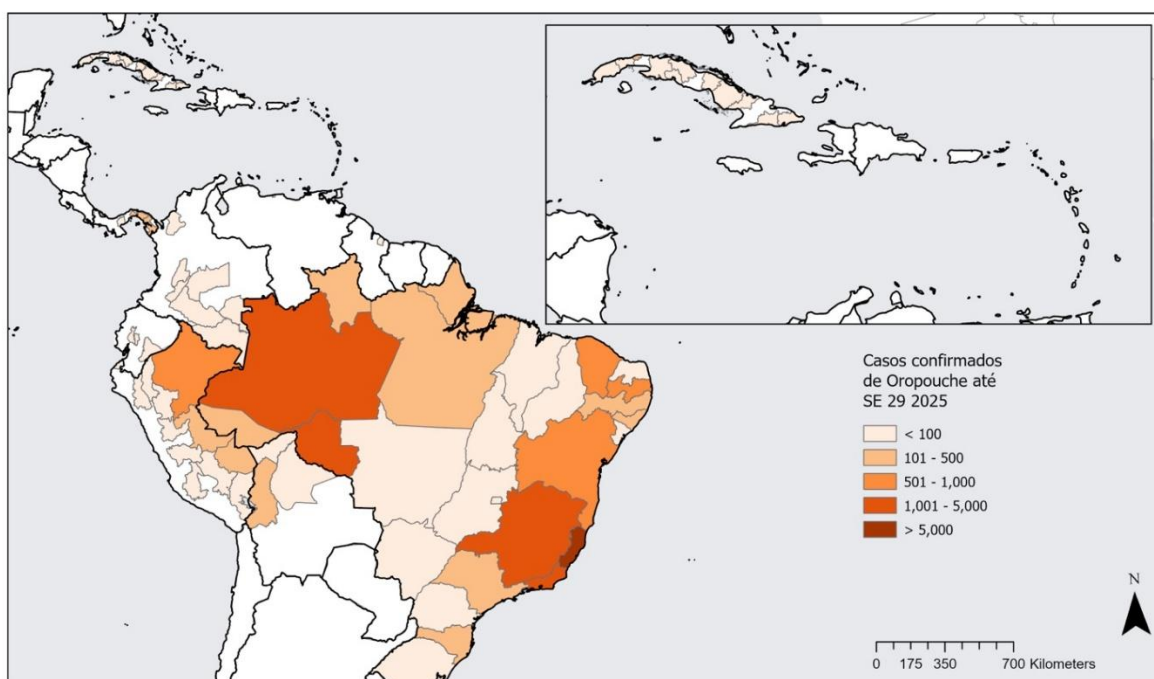 Casos confirmados
de Oropouche até
SE 29 2025
< 100
101 - 500
501 - 1,000
1,001 - 5,000
> 5,000
N
0 175 350 700 Kilometers